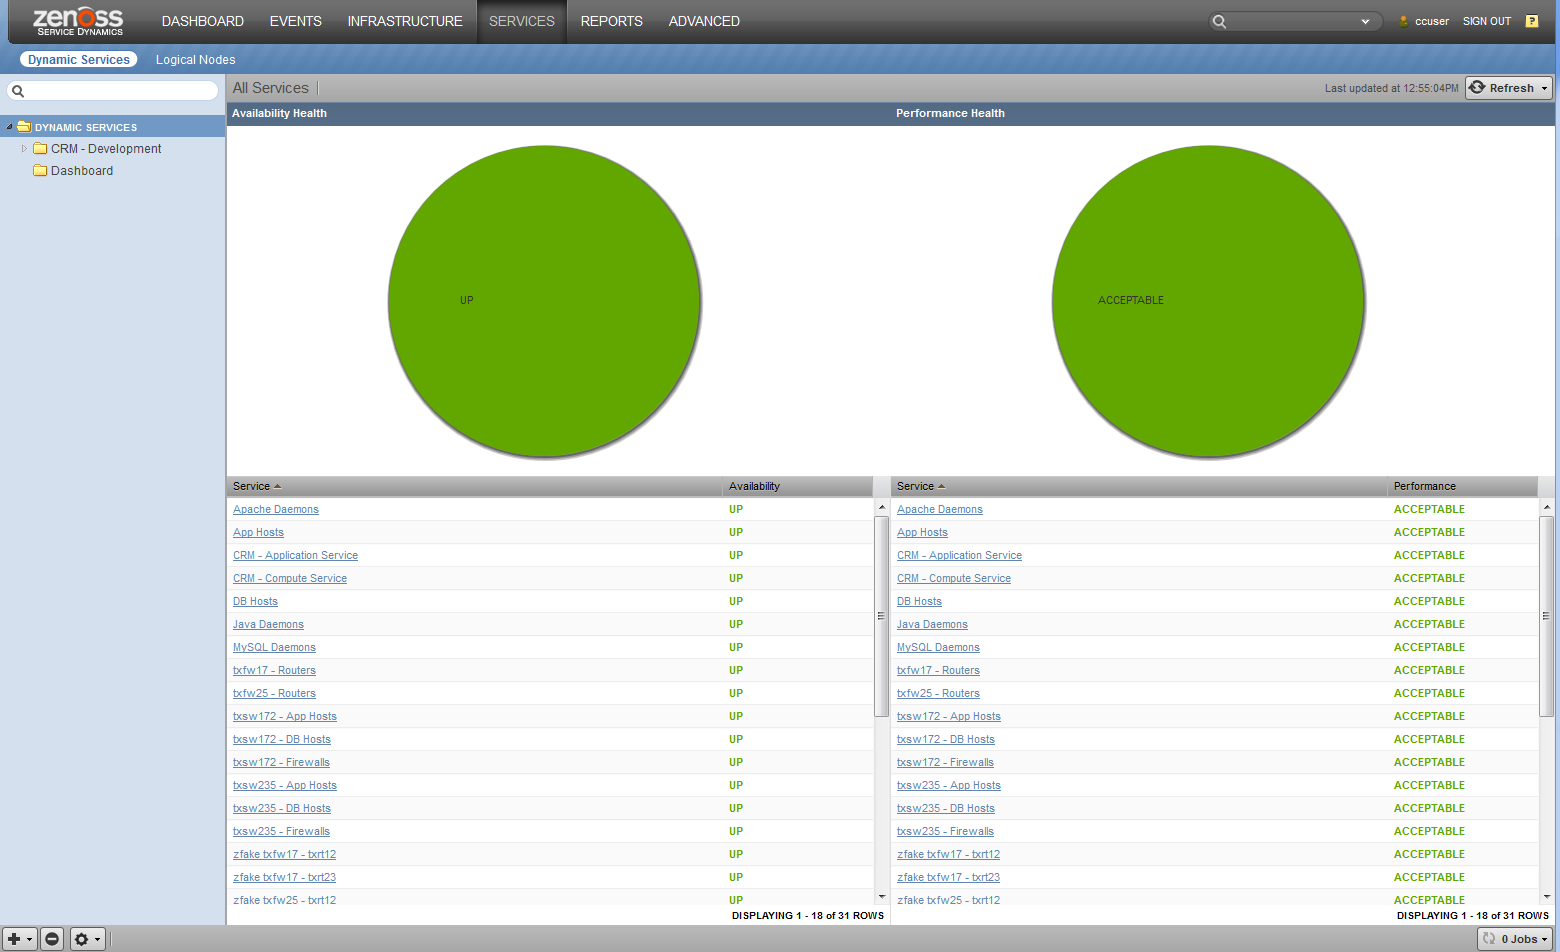 zenoss DASHBOARD EVENTS INFRASTRUCTURE SERVICES REPORTS ADVANCED ccuser SIGN OUT ?
SERVICE DYNAMICS
Dynamic Services Logical Nodes
All Services Last updated at 12:55:04PM Refresh
Availability Health Performance Health
DYNAMIC SERVICES
CRM - Development
Dashboard
UP ACCEPTABLE
Service Availability Service Performance
Apache Daemons UP Apache Daemons ACCEPTABLE
App Hosts UP App Hosts ACCEPTABLE
CRM - Application Service UP CRM - Application Service ACCEPTABLE
CRM - Compute Service UP CRM - Compute Service ACCEPTABLE
DB Hosts UP DB Hosts ACCEPTABLE
Java Daemons UP Java Daemons ACCEPTABLE
MySQL Daemons UP MySQL Daemons ACCEPTABLE
txfw17 - Routers UP txfw17 - Routers ACCEPTABLE
txfw25 - Routers UP txfw25 - Routers ACCEPTABLE
txsw172 - App Hosts UP txsw172 - App Hosts ACCEPTABLE
txsw172 - DB Hosts UP txsw172 - DB Hosts ACCEPTABLE
txsw172 - Firewalls UP txsw172 - Firewalls ACCEPTABLE
txsw235 - App Hosts UP txsw235 - App Hosts ACCEPTABLE
txsw235 - DB Hosts UP txsw235 - DB Hosts ACCEPTABLE
txsw235 - Firewalls UP txsw235 - Firewalls ACCEPTABLE
zfake txfw17 - txrt12 UP zfake txfw17 - txrt12 ACCEPTABLE
zfake txfw17 - txrt23 UP zfake txfw17 - txrt23 ACCEPTABLE
zfake txfw25 - txrt12 UP zfake txfw25 - txrt12 ACCEPTABLE
DISPLAYING 1 - 18 of 31 ROWS DISPLAYING 1 - 18 of 31 ROWS
0 Jobs